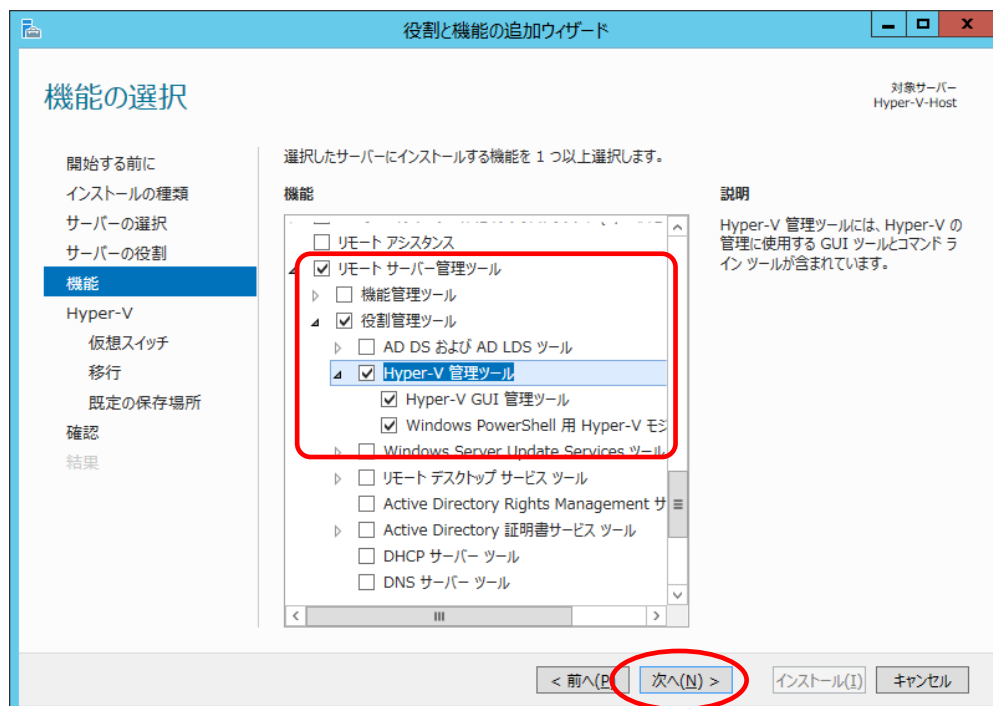 役割と機能の追加ウィザード
機能の選択
対象サーバー
Hyper-V-Host
開始する前に
インストールの種類
サーバーの選択
サーバーの役割
機能
Hyper-V
仮想スイッチ
移行
既定の保存場所
確認
結果
選択したサーバーにインストールする機能を 1 つ以上選択します。
機能
リモート アシスタンス
リモート サーバー管理ツール
機能管理ツール
役割管理ツール
AD DS および AD LDS ツール
Hyper-V 管理ツール
Hyper-V GUI 管理ツール
Windows PowerShell 用 Hyper-V モジ
Windows Server Update Services ツール
リモート デスクトップ サービス ツール
Active Directory Rights Management サ
Active Directory 証明書サービス ツール
DHCP サーバー ツール
DNS サーバー ツール
説明
Hyper-V 管理ツールには、Hyper-V の
管理に使用する GUI ツールとコマンド ラ
イン ツールが含まれています。
< 前へ(P
次へ(N) >
インストール(I)
キャンセル